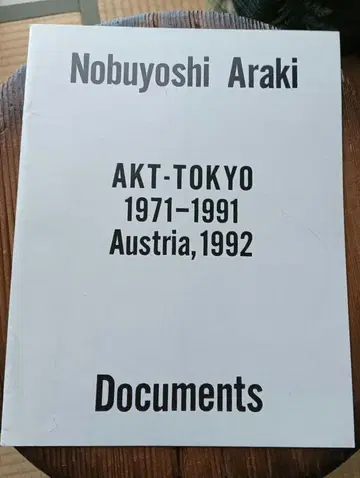 Nobuyoshi Araki
AKT-TOKYO
1971–1991
Austria, 1992
Documents